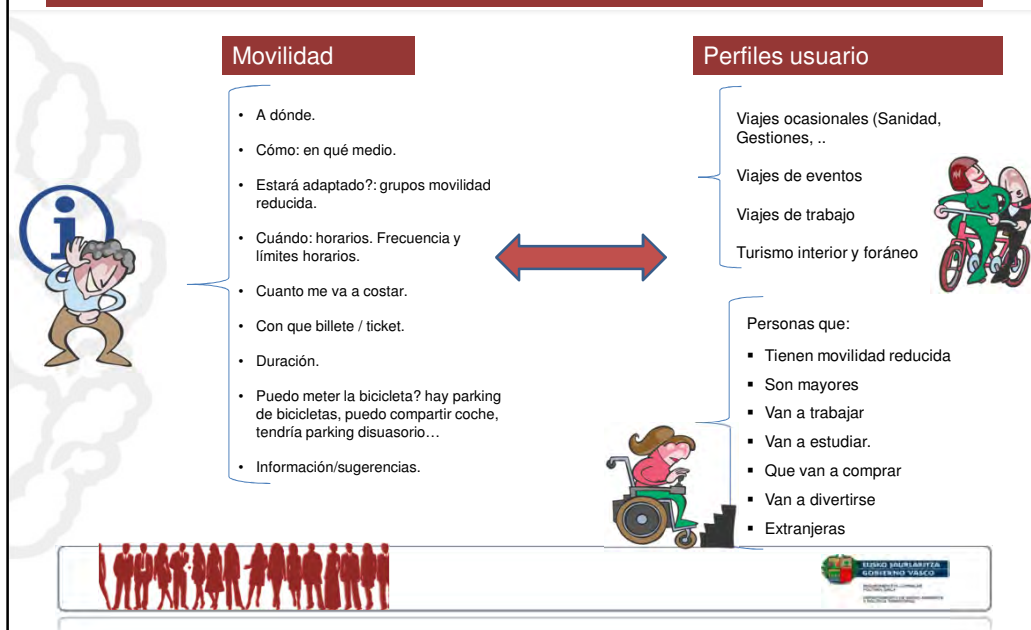 Movilidad
• A dónde.
• Cómo: en qué medio.
• Estará adaptado?: grupos movilidad
reducida.
• Cuándo: horarios. Frecuencia y
límites horarios.
• Cuanto me va a costar.
• Con que billete / ticket.
• Duración.
• Puedo meter la bicicleta? hay parking
de bicicletas, puedo compartir coche,
tendría parking disuasorio…
• Información/sugerencias.
Perfiles usuario
Viajes ocasionales (Sanidad,
Gestiones, ..
Viajes de eventos
Viajes de trabajo
Turismo interior y foráneo
Personas que:
▪ Tienen movilidad reducida
▪ Son mayores
▪ Van a trabajar
▪ Van a estudiar.
▪ Que van a comprar
▪ Van a divertirse
▪ Extranjeras
EUSKO JAURLARITZA
GOBIERNO VASCO